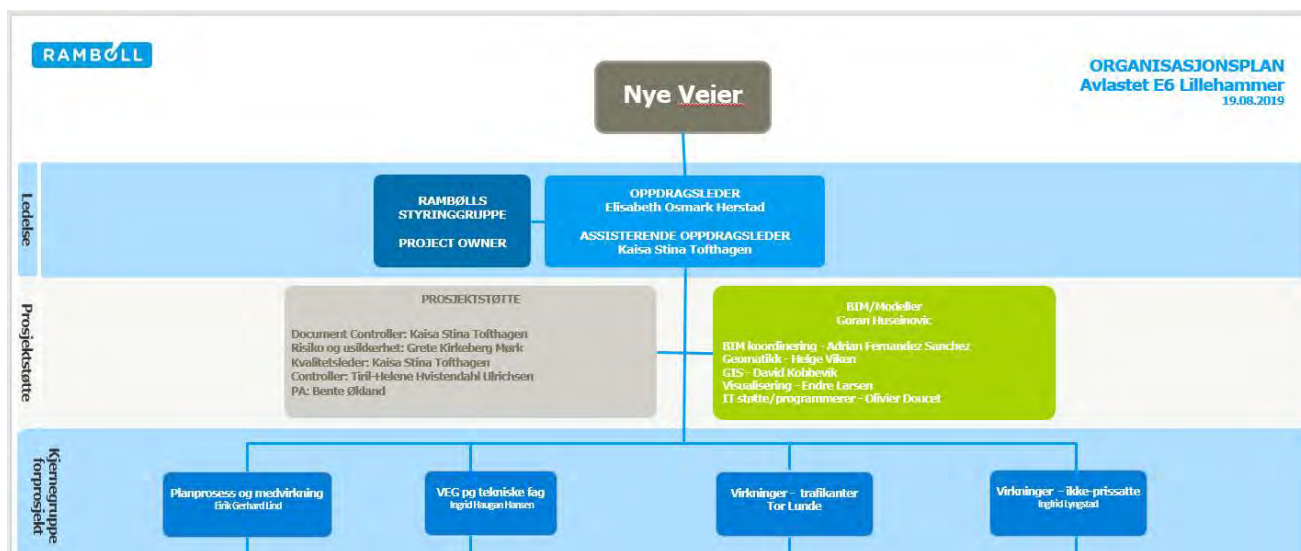 RAMBOLL
ORGANISASJONSPLAN
Avlastet E6 Lillehammer
19.08.2019
Nye Veier
Ledelse
RAMBØLLS
STYRINGGRUPPE
PROJECT OWNER
OPPDRAGSLEDER
Elisabeth Osmark Herstad
ASSISTERENDE OPPDRAGSLEDER
Kaisa Stina Tofthagen
Prosjektstøtte
PROSJEKTSTØTTE
Document Controller: Kaisa Stina Tofthagen
Risiko og usikkerhet: Grete Kirkeberg Mørk
Kvalitetsleder: Kaisa Stina Tofthagen
Controller: Tiril-Helene Hvistendahl Ulrichsen
PA: Bente Økland
BIM/Modeller
Goran Huseinovic
BIM koordinering - Adrian Fernandez Sanchez
Geomatikk - Helge Viken
GIS - David Kobbevik
Visualisering - Endre Larsen
IT støtte/programmerer - Olivier Doucet
Kjernegruppe
forprosjekt
Planprosess og medvirkning
Eirik Gerhard Lind
VEG pg tekniske fag
Ingrid Haugan Hansen
Virkninger - trafikanter
Tor Lunde
Virkninger – ikke-prissatte
Ingfrid Lyngstad